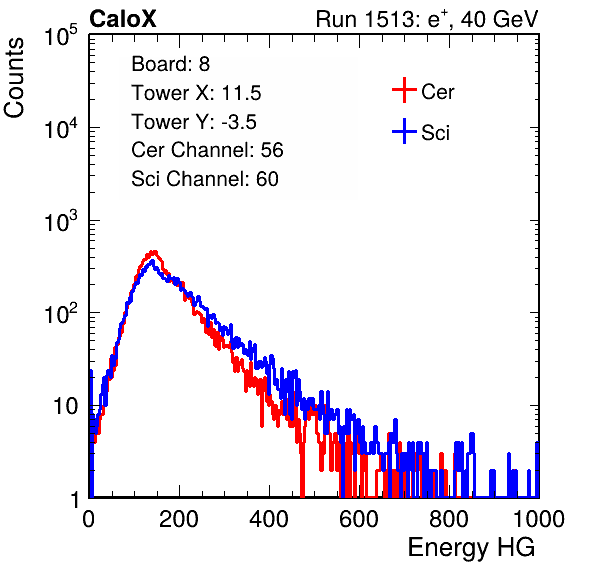 CaloX Run 1513: e⁺, 40 GeV
Counts
10⁵
10⁴
10³
10²
10
1
Board: 8
Tower X: 11.5
Tower Y: -3.5
Cer Channel: 56
Sci Channel: 60
Cer
Sci
0 200 400 600 800 1000
Energy HG